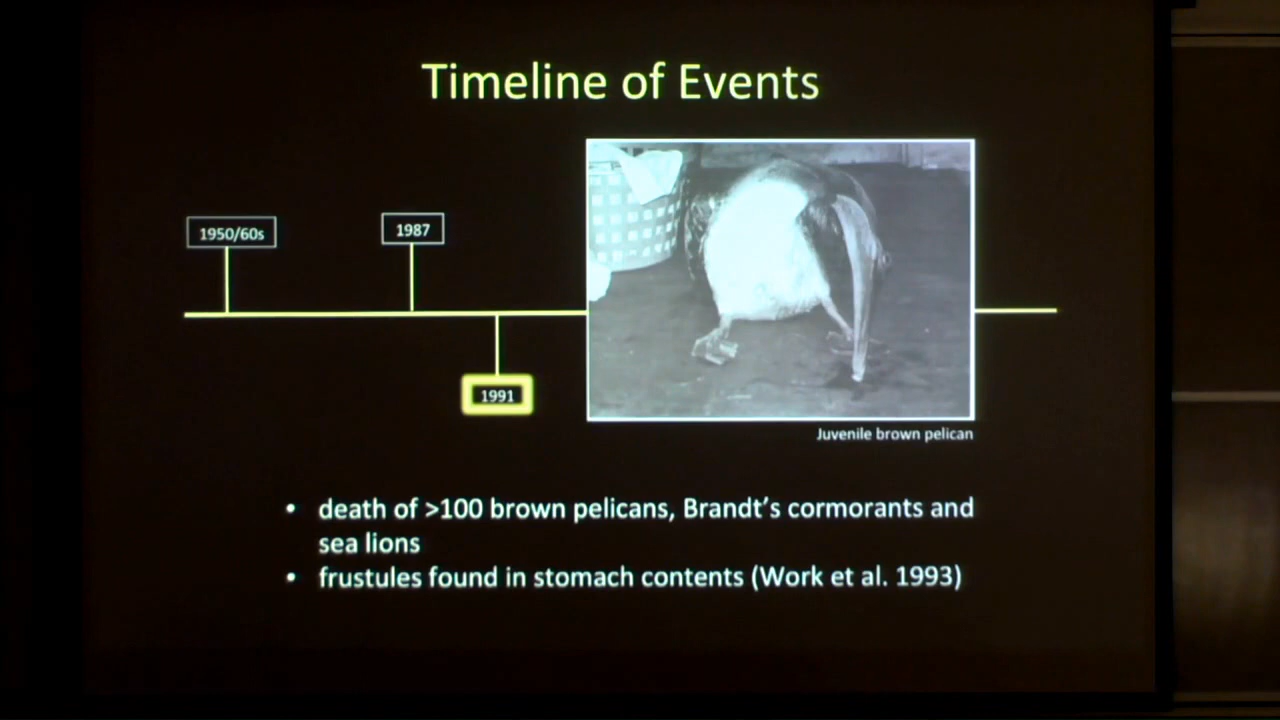 Timeline of Events
1950/60s
1987
1991
Juvenile brown pelican
• death of >100 brown pelicans, Brandt's cormorants and
sea lions
• frustules found in stomach contents (Work et al. 1993)